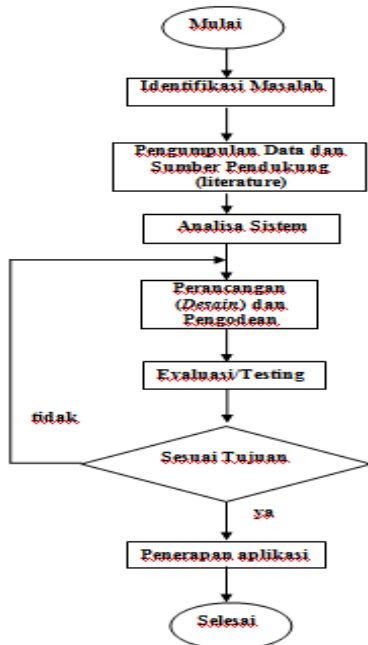 Mulai
Identifikasi Masalah
Pengumpulan Data dan
Sumber Pendukung
(literature)
Analisa Sistem
Perancangan
(Desain) dan
Pengodean
Evaluasi/Testing
tidak
Sesuai Tujuan
ya
Penerapan aplikasi
Selesai